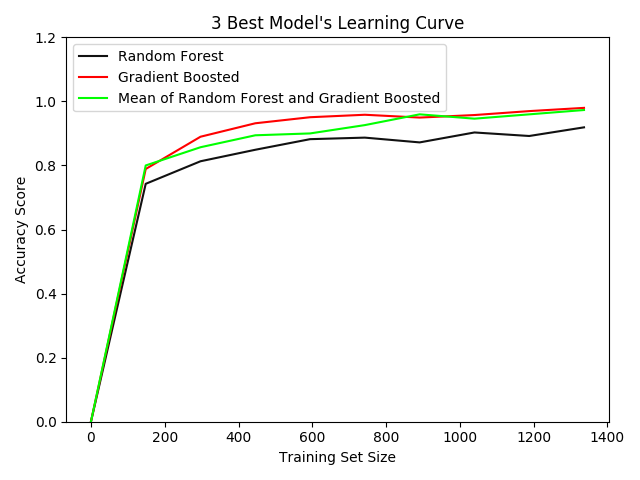 3 Best Model's Learning Curve
Random Forest
Gradient Boosted
Mean of Random Forest and Gradient Boosted
Accuracy Score
1.2
1.0
0.8
0.6
0.4
0.2
0.0
0 200 400 600 800 1000 1200 1400
Training Set Size